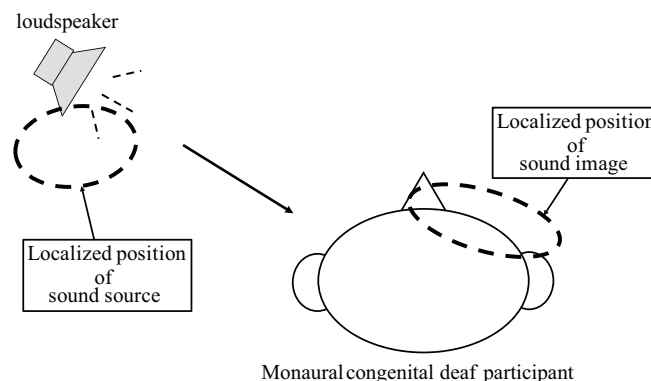 loudspeaker
Localized position
of
sound image
Localized position
of
sound source
Monaural congenital deaf participant